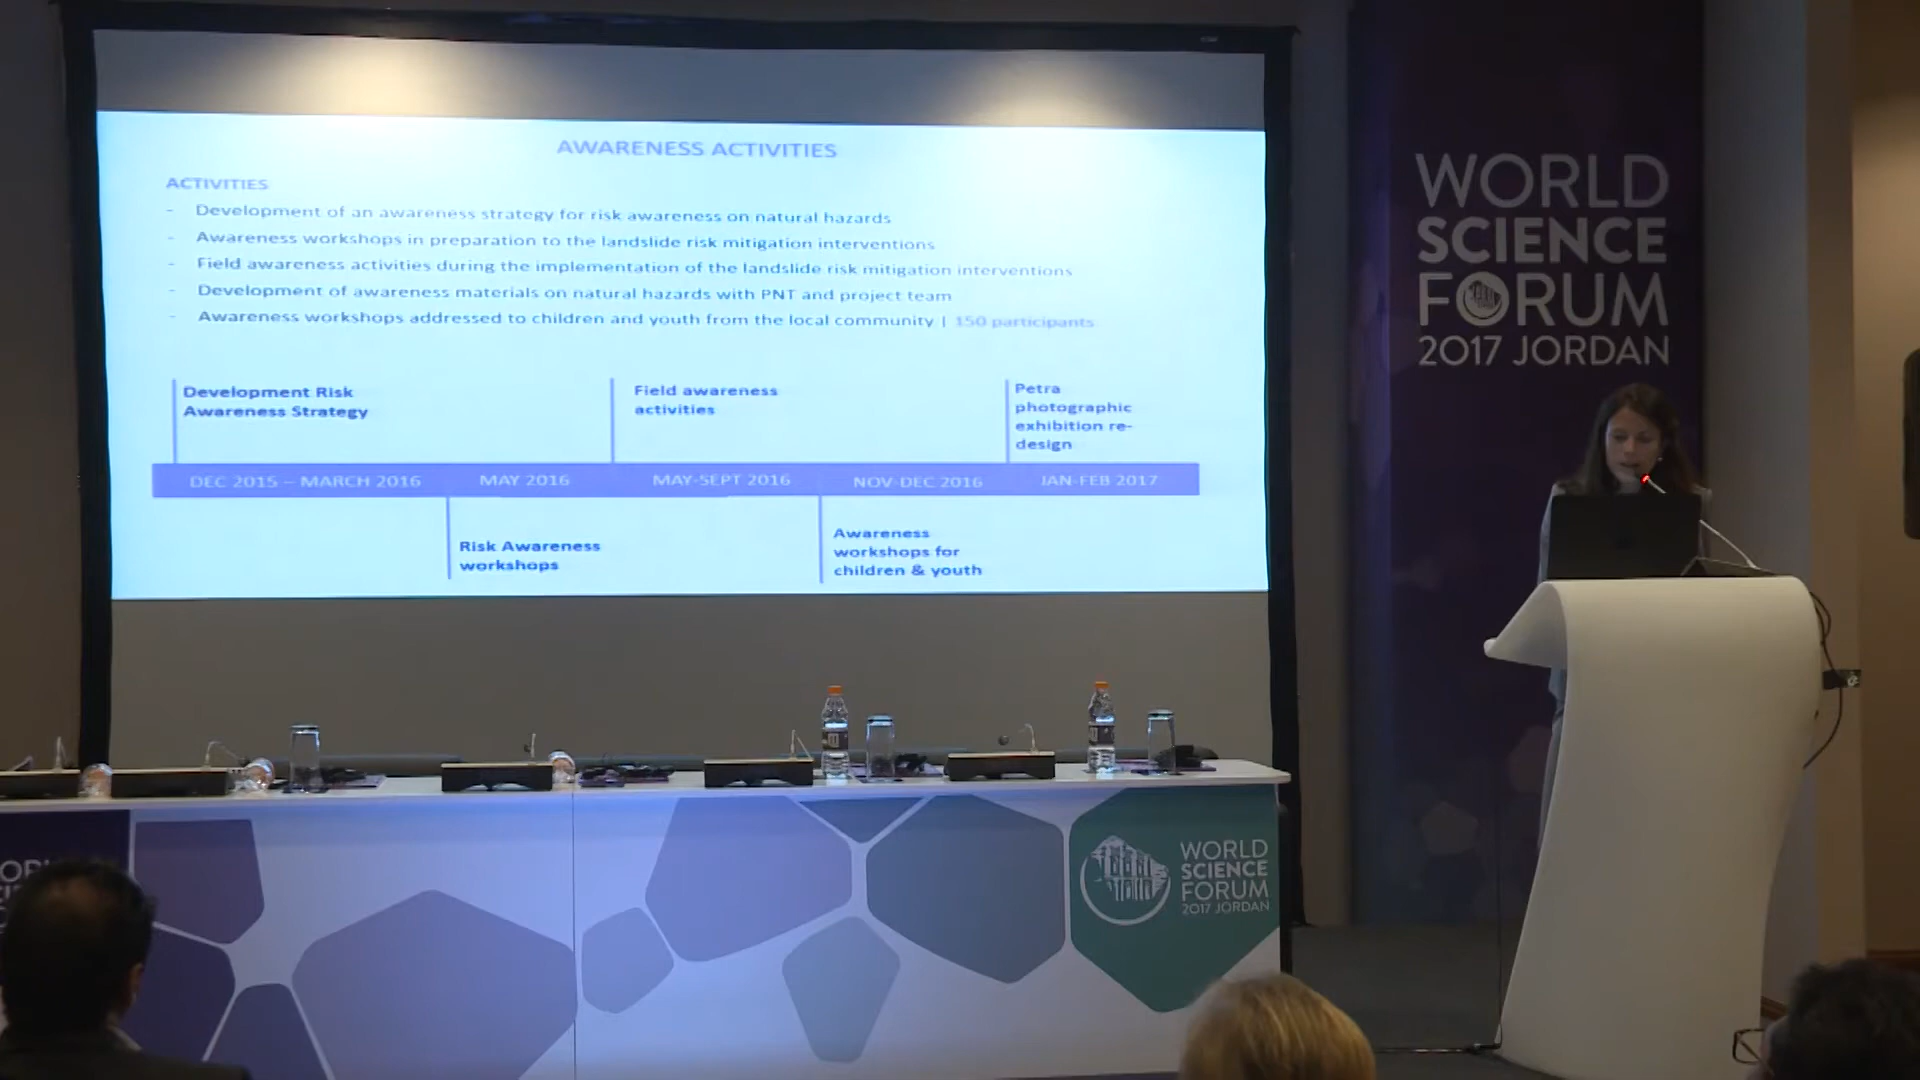 AWARENESS ACTIVITIES
ACTIVITIES
- Development of an awareness strategy for risk awareness on natural hazards
- Awareness workshops in preparation to the landslide risk mitigation interventions
- Field awareness activities during the implementation of the landslide risk mitigation interventions
- Development of awareness materials on natural hazards with PNT and project team
- Awareness workshops addressed to children and youth from the local community | 150 participants
Development Risk
Awareness Strategy
Field awareness
activities
Petra
photographic
exhibition re-
design
DEC 2015 – MARCH 2016 MAY 2016 MAY-SEPT 2016 NOV-DEC 2016 JAN-FEB 2017
Risk Awareness
workshops
Awareness
workshops for
children & youth
WORLD
SCIENCE
FORUM
2017 JORDAN
WORLD
SCIENCE
FORUM
2017 JORDAN